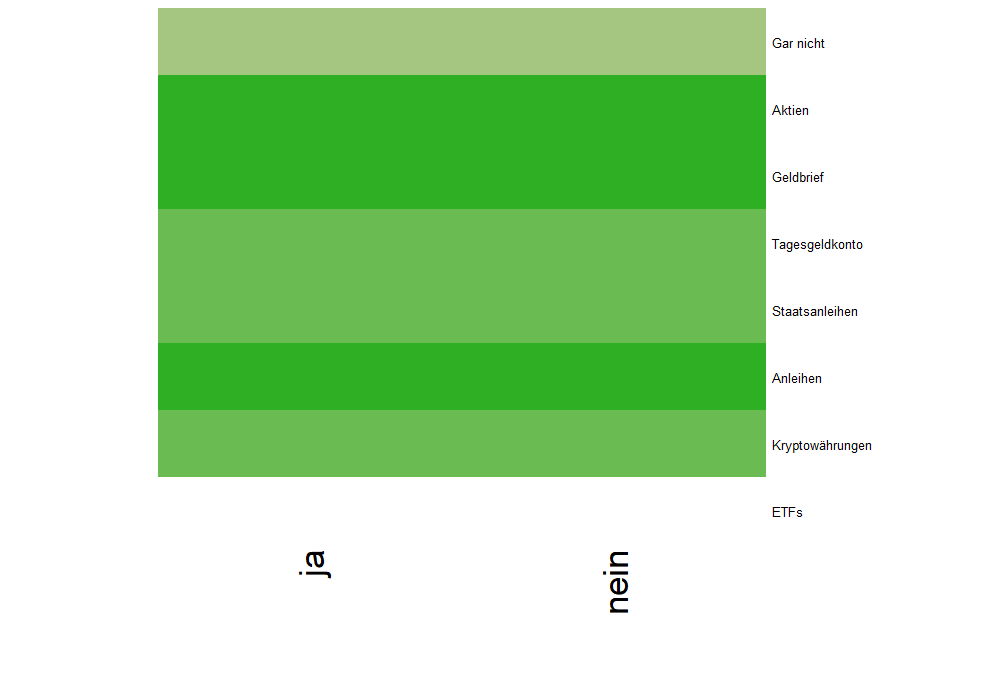 Gar nicht
Aktien
Geldbrief
Tagesgeldkonto
Staatsanleihen
Anleihen
Kryptowährungen
ETFs
ja
nein